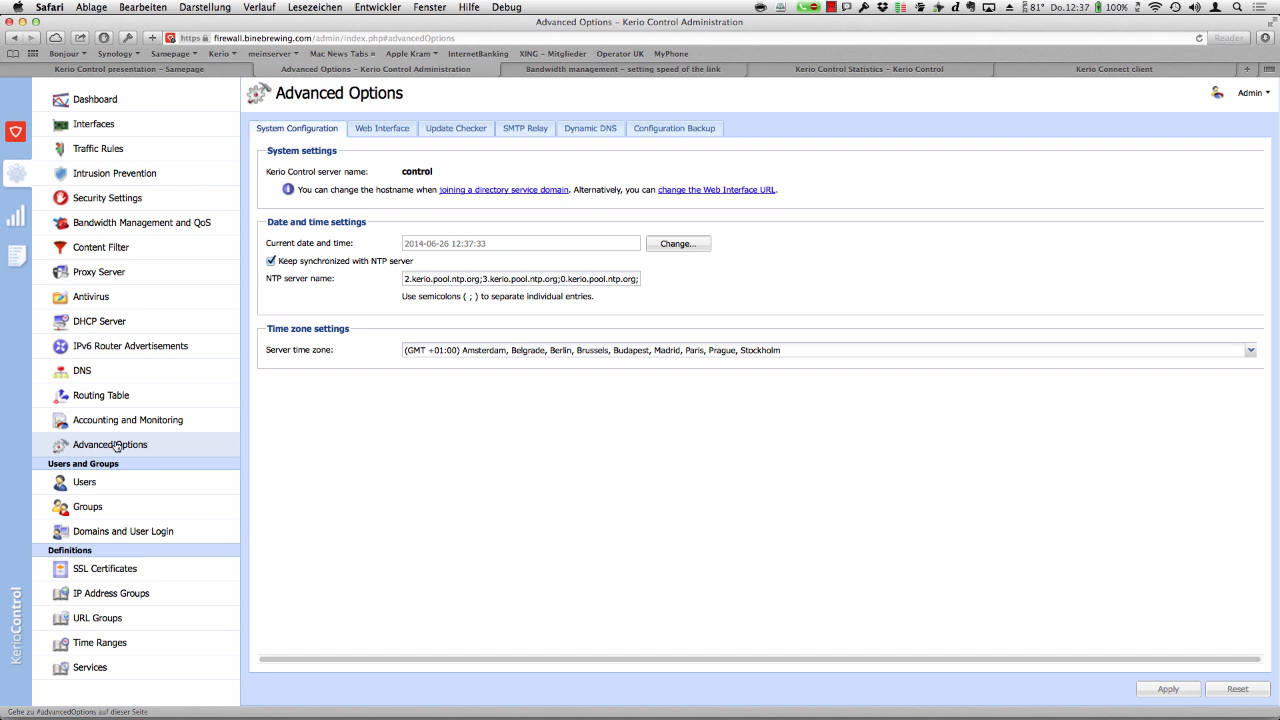 Safari Ablage Bearbeiten Darstellung Verlauf Lesezeichen Entwickler Fenster Hilfe Debug
81° Do.12:37 100%
Advanced Options – Kerio Control Administration
https firewall.binebrewing.com/admin/index.php#advancedOptions Reader
Bonjour Synology Samepage Kerio meinserver Mac News Tabs Apple Kram InternetBanking XING – Mitglieder Operator UK MyPhone
Kerio Control presentation – Samepage Advanced Options – Kerio Control Administration Bandwidth management – setting speed of the link Kerio Control Statistics – Kerio Control Kerio Connect client
Dashboard
Interfaces
Traffic Rules
Intrusion Prevention
Security Settings
Bandwidth Management and QoS
Content Filter
Proxy Server
Antivirus
DHCP Server
IPv6 Router Advertisements
DNS
Routing Table
Accounting and Monitoring
Advanced Options
Users and Groups
Users
Groups
Domains and User Login
Definitions
SSL Certificates
IP Address Groups
URL Groups
Time Ranges
Services
KerioControl
Advanced Options
Admin
System Configuration Web Interface Update Checker SMTP Relay Dynamic DNS Configuration Backup
System settings
Kerio Control server name: control
You can change the hostname when joining a directory service domain. Alternatively, you can change the Web Interface URL.
Date and time settings
Current date and time: 2014-06-26 12:37:33 Change...
Keep synchronized with NTP server
NTP server name: 2.kerio.pool.ntp.org;3.kerio.pool.ntp.org;0.kerio.pool.ntp.org;
Use semicolons ( ; ) to separate individual entries.
Time zone settings
Server time zone: (GMT +01:00) Amsterdam, Belgrade, Berlin, Brussels, Budapest, Madrid, Paris, Prague, Stockholm
Apply Reset
Gehe zu #advancedOptions auf dieser Seite